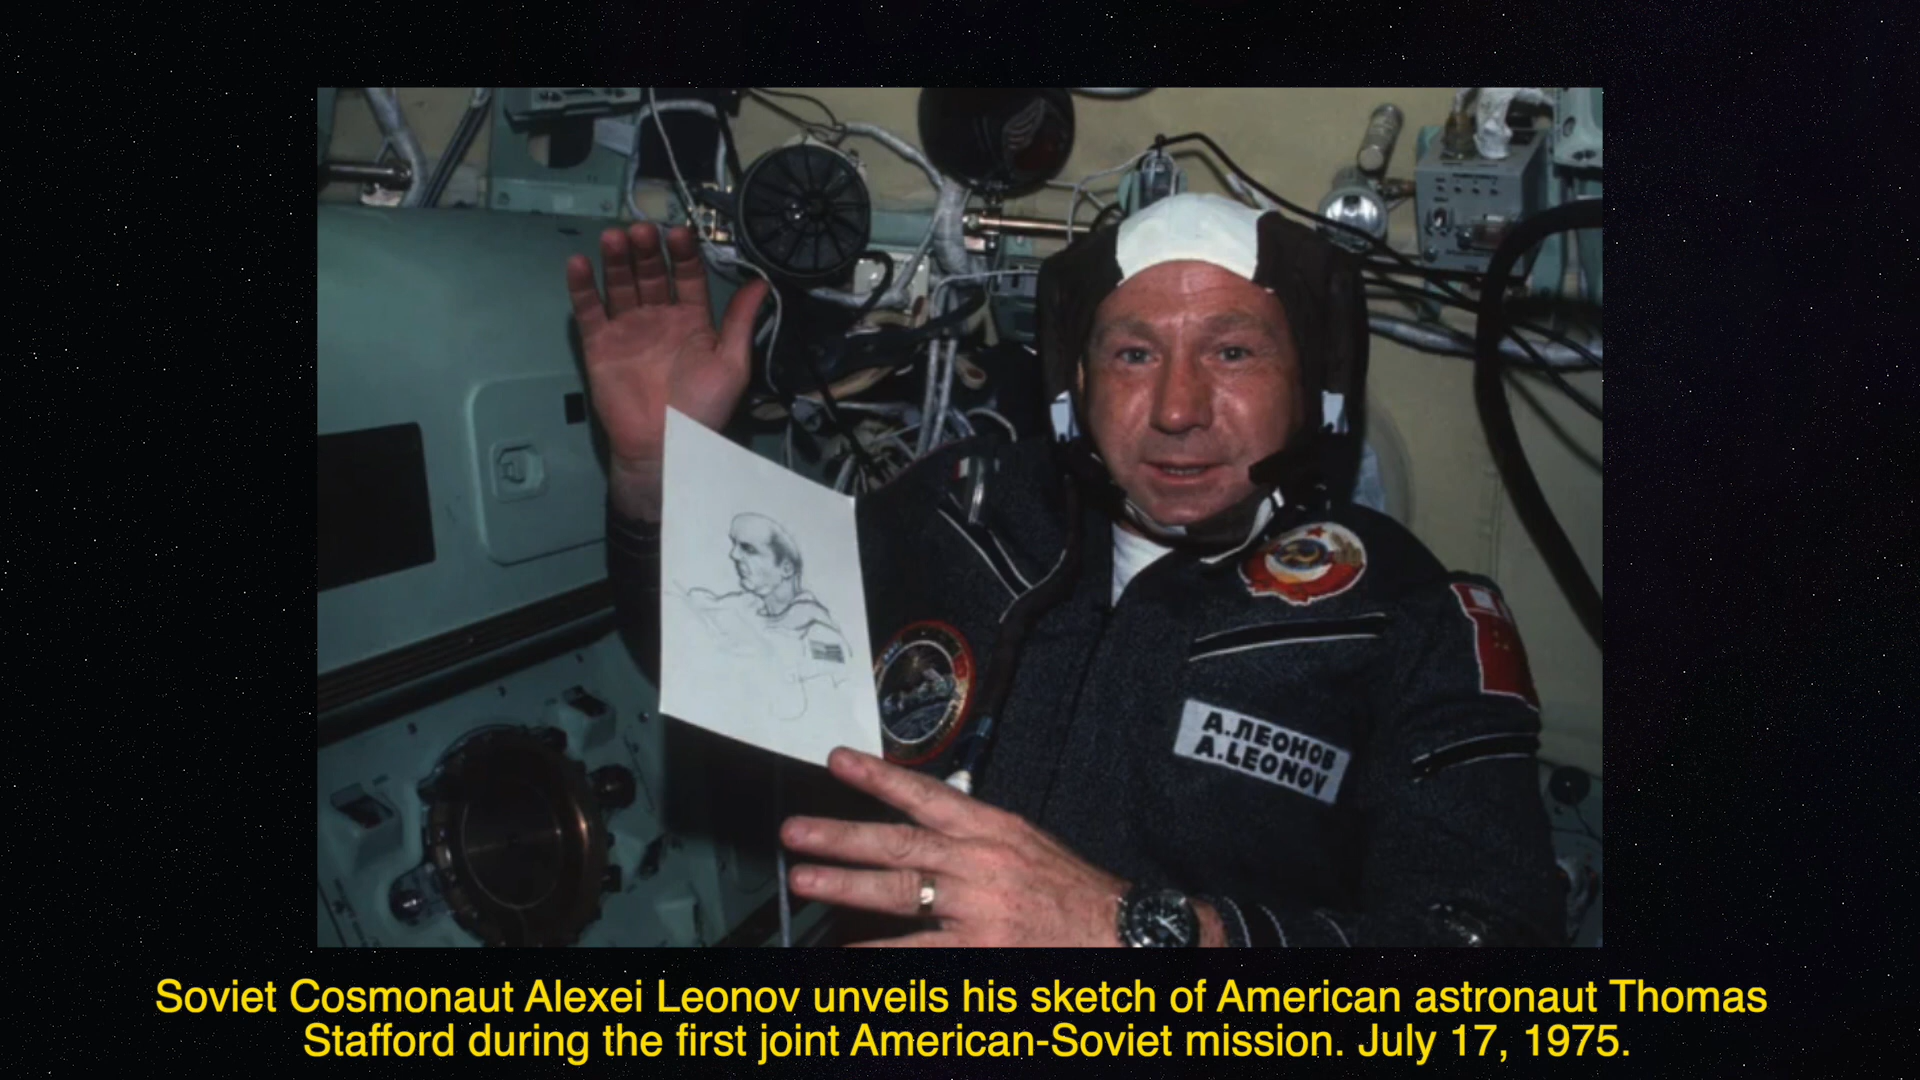 А.ЛЕОНОВ
A.LEONOV
Soviet Cosmonaut Alexei Leonov unveils his sketch of American astronaut Thomas
Stafford during the first joint American-Soviet mission. July 17, 1975.